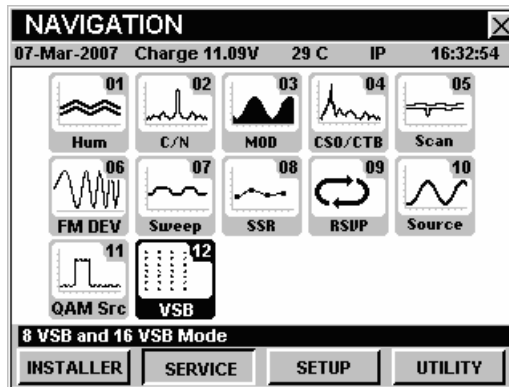 NAVIGATION
07-Mar-2007 Charge 11.09V 29 C IP 16:32:54
01 02 03 04 05
Hum C/N MOD CSO/CTB Scan
06 07 08 09 10
FM DEV Sweep SSR RSVP Source
11 12
QAM Src VSB
8 VSB and 16 VSB Mode
INSTALLER SERVICE SETUP UTILITY